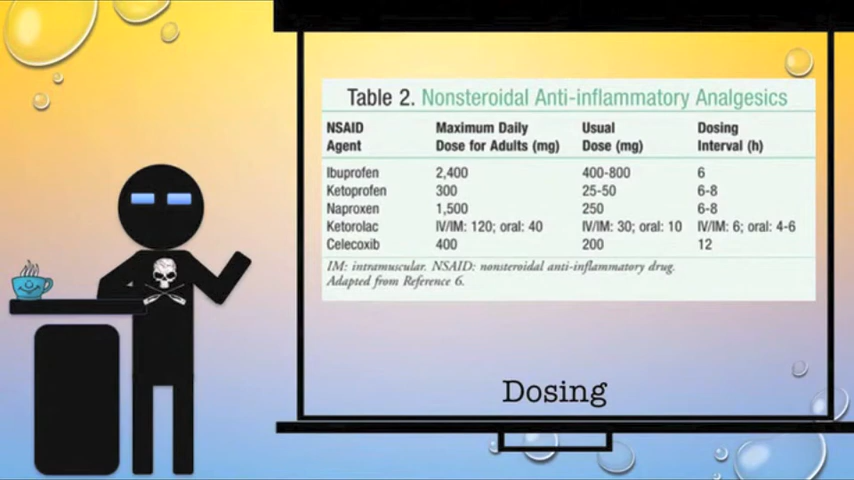 Table 2. Nonsteroidal Anti-inflammatory Analgesics
NSAID Maximum Daily Usual Dosing
Agent Dose for Adults (mg) Dose (mg) Interval (h)
Ibuprofen 2,400 400-800 6
Ketoprofen 300 25-50 6-8
Naproxen 1,500 250 6-8
Ketorolac IV/IM: 120; oral: 40 IV/IM: 30; oral: 10 IV/IM: 6; oral: 4-6
Celecoxib 400 200 12
IM: intramuscular. NSAID: nonsteroidal anti-inflammatory drug.
Adapted from Reference 6.
Dosing